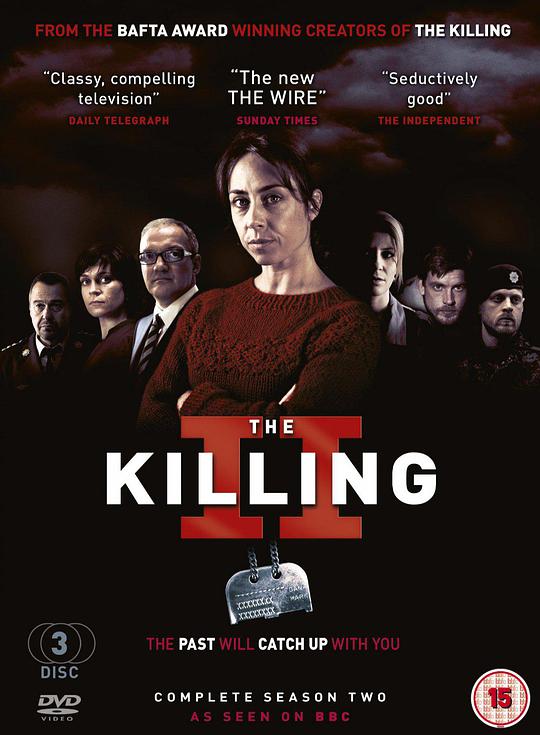 FROM THE BAFTA AWARD WINNING CREATORS OF THE KILLING
“Classy, compelling
television”
DAILY TELEGRAPH
“The new
THE WIRE”
SUNDAY TIMES
“Seductively
good”
THE INDEPENDENT
THE
KILLING
II
THE PAST WILL CATCH UP WITH YOU
3
DISC
DVD
VIDEO
COMPLETE SEASON TWO
AS SEEN ON BBC
15